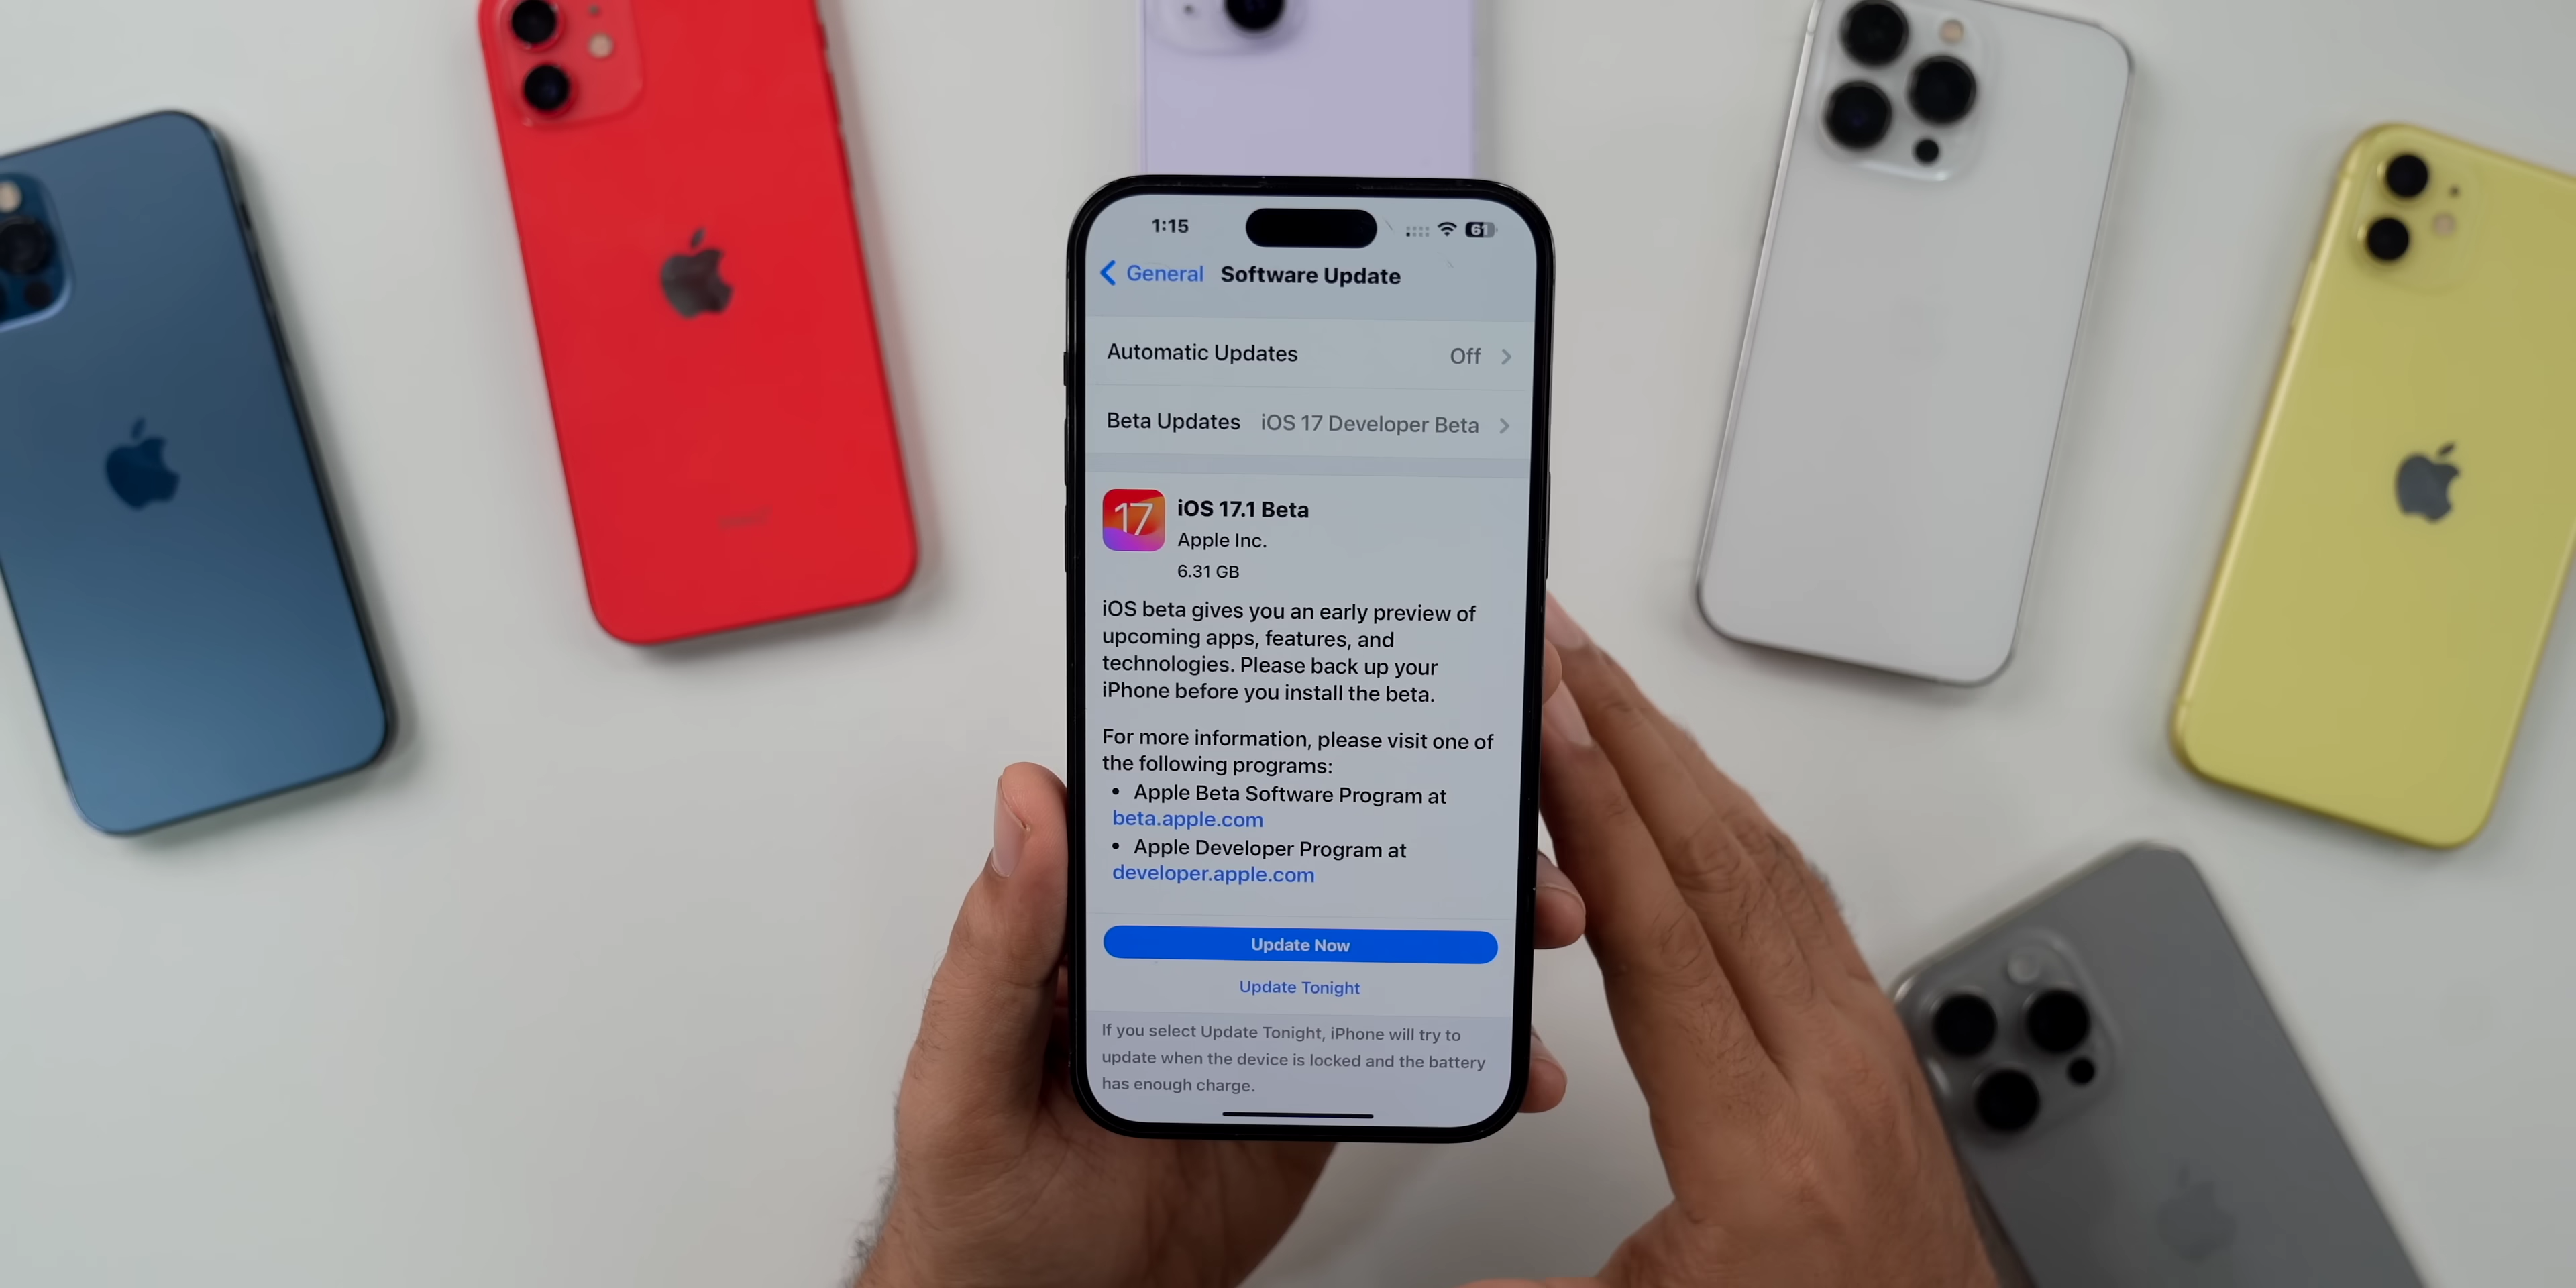 1:15
61
General Software Update
Automatic Updates Off
Beta Updates iOS 17 Developer Beta
17
iOS 17.1 Beta
Apple Inc.
6.31 GB
iOS beta gives you an early preview of
upcoming apps, features, and
technologies. Please back up your
iPhone before you install the beta.
For more information, please visit one of
the following programs:
• Apple Beta Software Program at
beta.apple.com
• Apple Developer Program at
developer.apple.com
Update Now
Update Tonight
If you select Update Tonight, iPhone will try to
update when the device is locked and the battery
has enough charge.